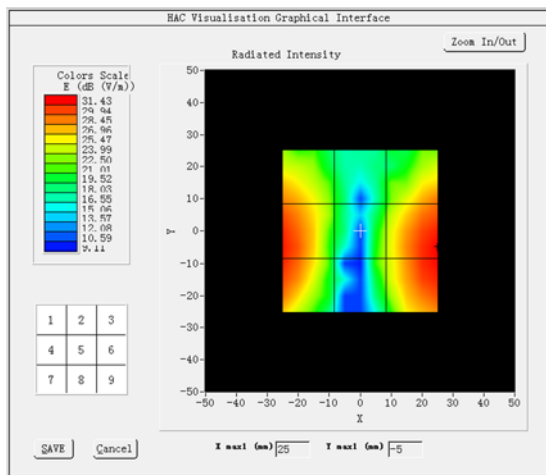 HAC Visualisation Graphical Interface
Zoom In/Out
Radiated Intensity
Colors Scale
E (dB (V/m))
31.43
29.94
28.45
26.96
25.47
23.99
22.50
21.01
19.52
18.03
16.55
15.06
13.57
12.08
10.59
9.11
50
40
30
20
10
0
-10
-20
-30
-40
-50
Y
-50 -40 -30 -20 -10 0 10 20 30 40 50
X
1 2 3
4 5 6
7 8 9
SAVE Cancel
X max1 (mm) 25 Y max1 (mm) -5